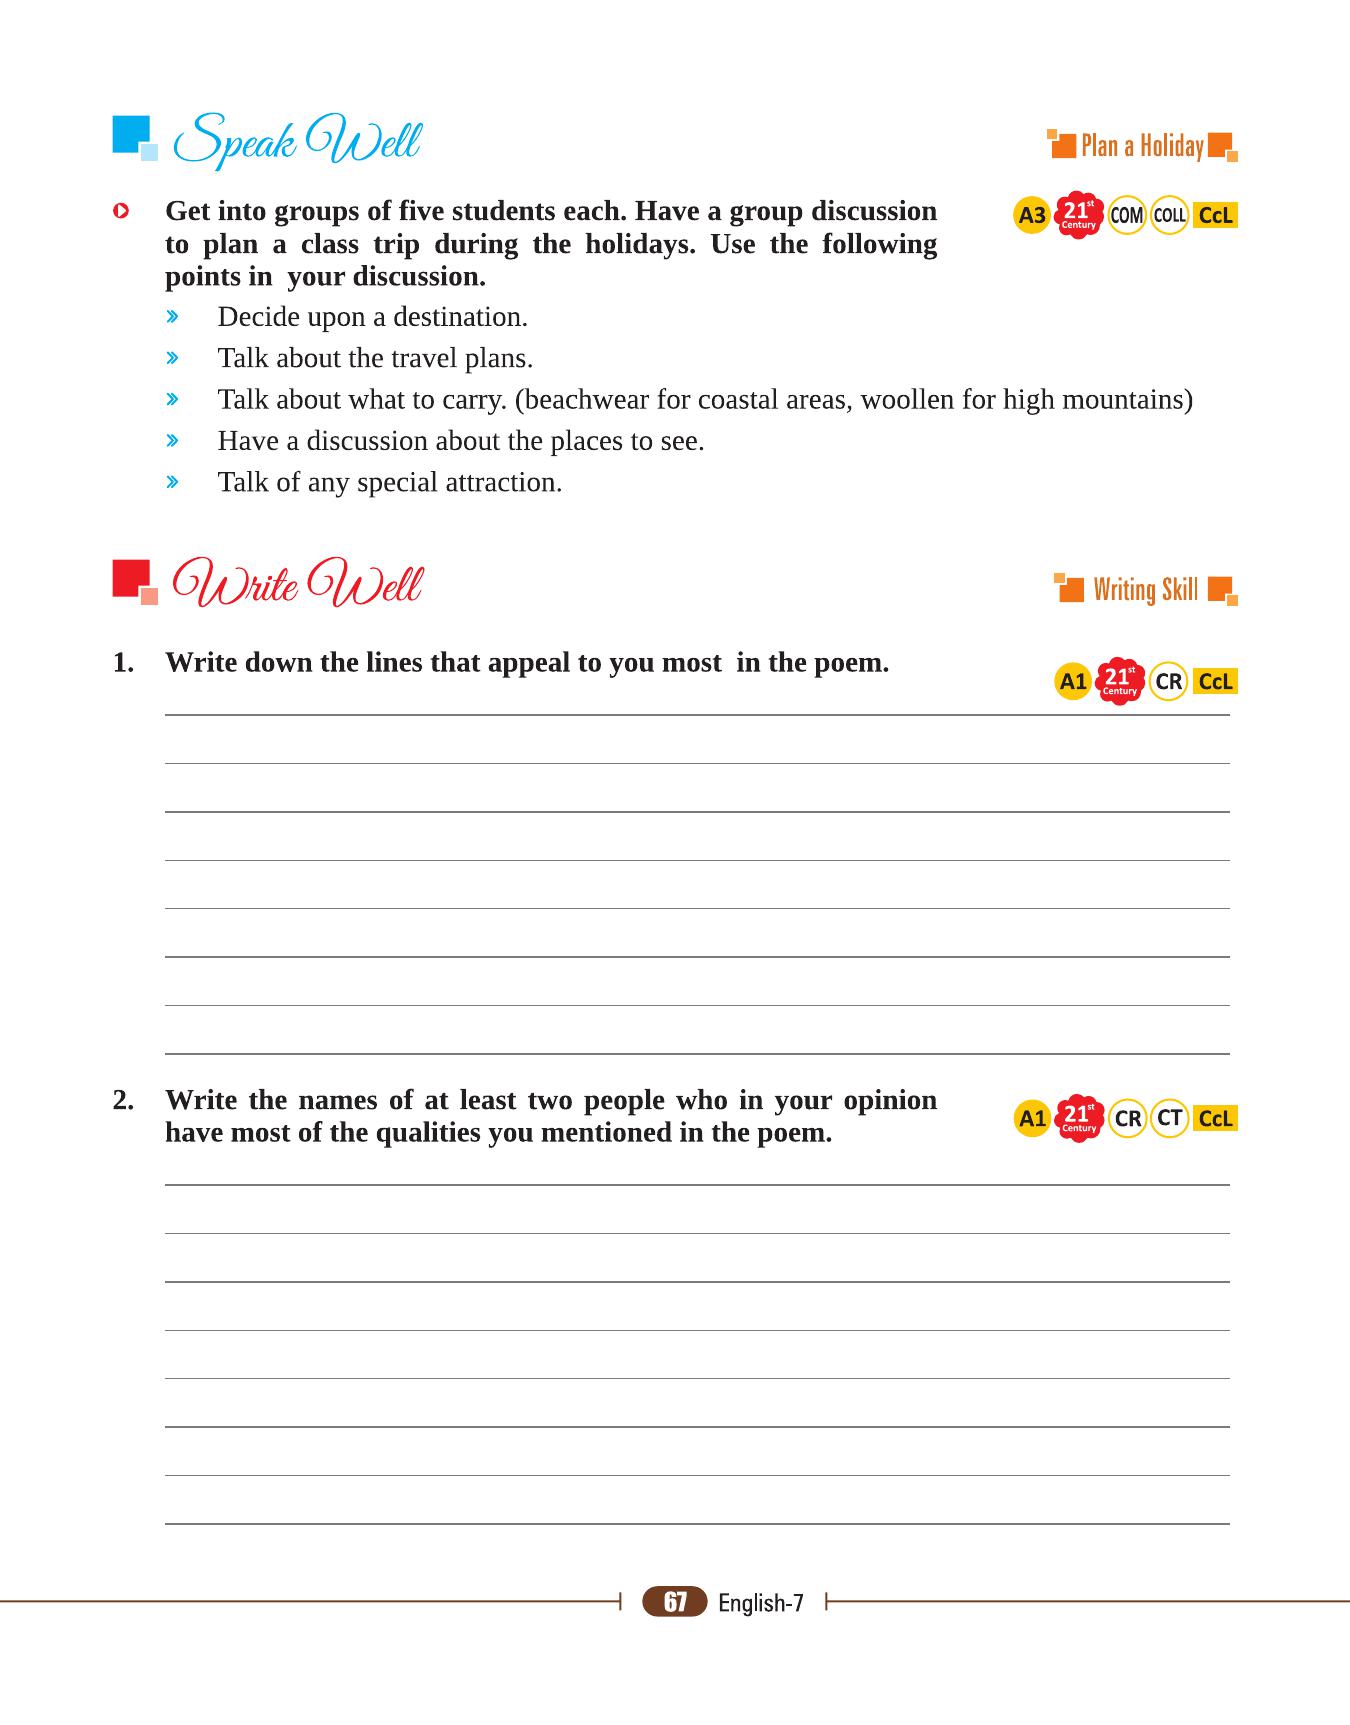 Speak Well
Plan a Holiday
Get into groups of five students each. Have a group discussion
to plan a class trip during the holidays. Use the following
points in your discussion.
A3 21st Century COM COLL CcL
» Decide upon a destination.
» Talk about the travel plans.
» Talk about what to carry. (beachwear for coastal areas, woollen for high mountains)
» Have a discussion about the places to see.
» Talk of any special attraction.
Write Well
Writing Skill
1. Write down the lines that appeal to you most in the poem.
A1 21st Century CR CcL
2. Write the names of at least two people who in your opinion
have most of the qualities you mentioned in the poem.
A1 21st Century CR CT CcL
67 English-7